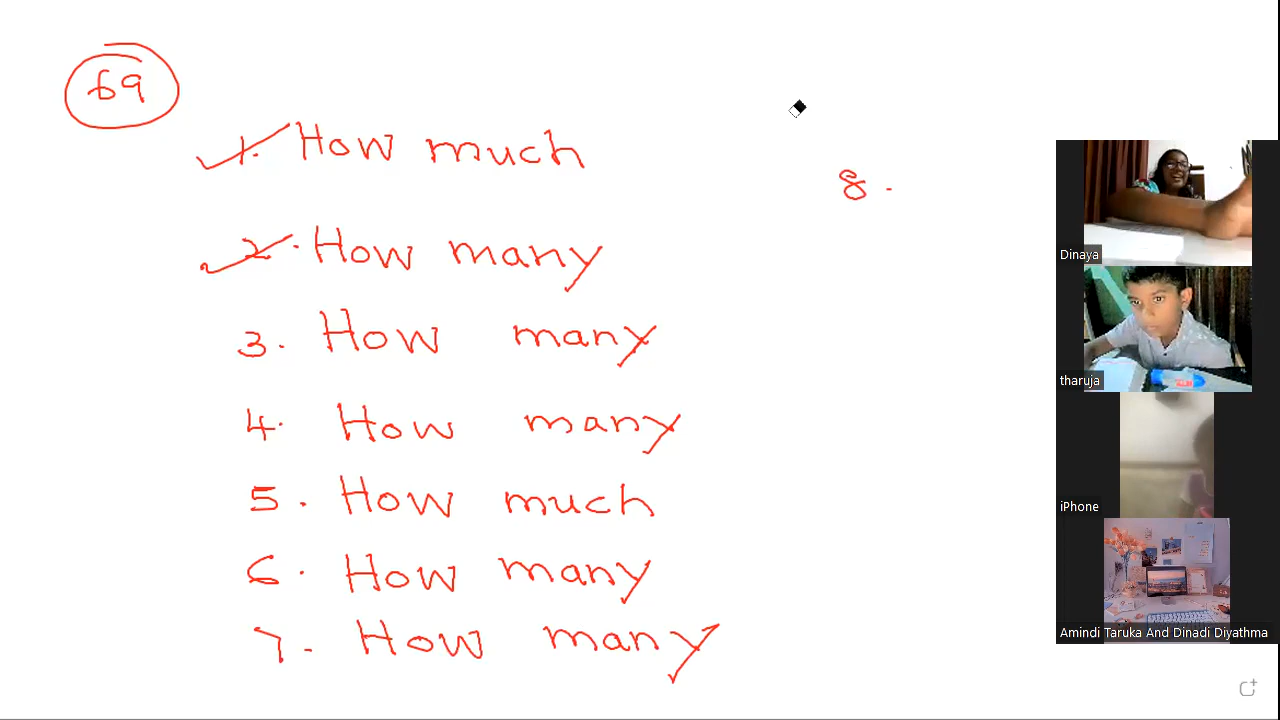 69
1. How much
2. How many
3. How many
4. How many
5. How much
6. How many
7. How many
8.
Dinaya
tharuja
iPhone
Amindi Taruka And Dinadi Diyathma